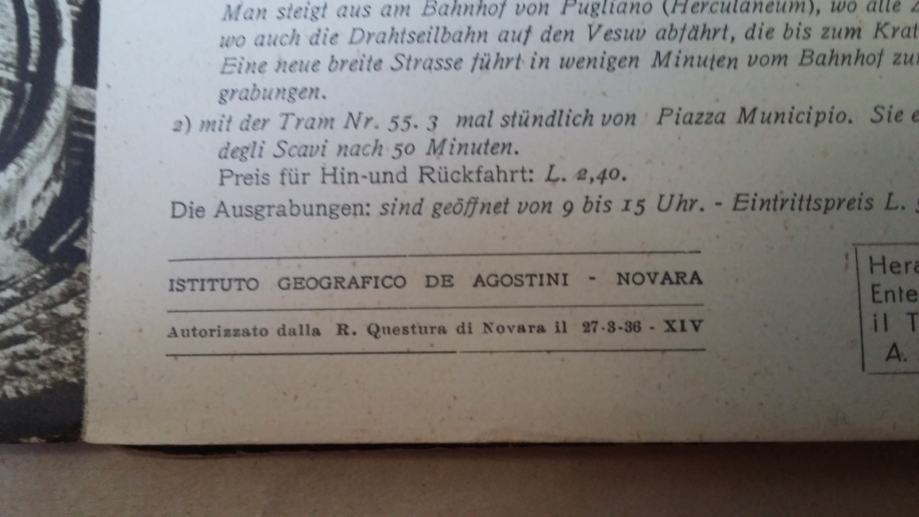 Man steigt aus am Bahnhof von Pugliano (Herculaneum), wo alle
wo auch die Drahtseilbahn auf den Vesuv abfährt, die bis zum Krat
Eine neue breite Strasse führt in wenigen Minuten vom Bahnhof zu
grabungen.
2) mit der Tram Nr. 55. 3 mal stündlich von Piazza Municipio. Sie e
degli Scavi nach 50 Minuten.
Preis für Hin-und Rückfahrt: L. 2,40.
Die Ausgrabungen: sind geöffnet von 9 bis 15 Uhr. - Eintrittspreis L.
ISTITUTO GEOGRAFICO DE AGOSTINI - NOVARA
Autorizzato dalla R. Questura di Novara il 27-3-36 - XIV
Hera
Ente
il T
A.